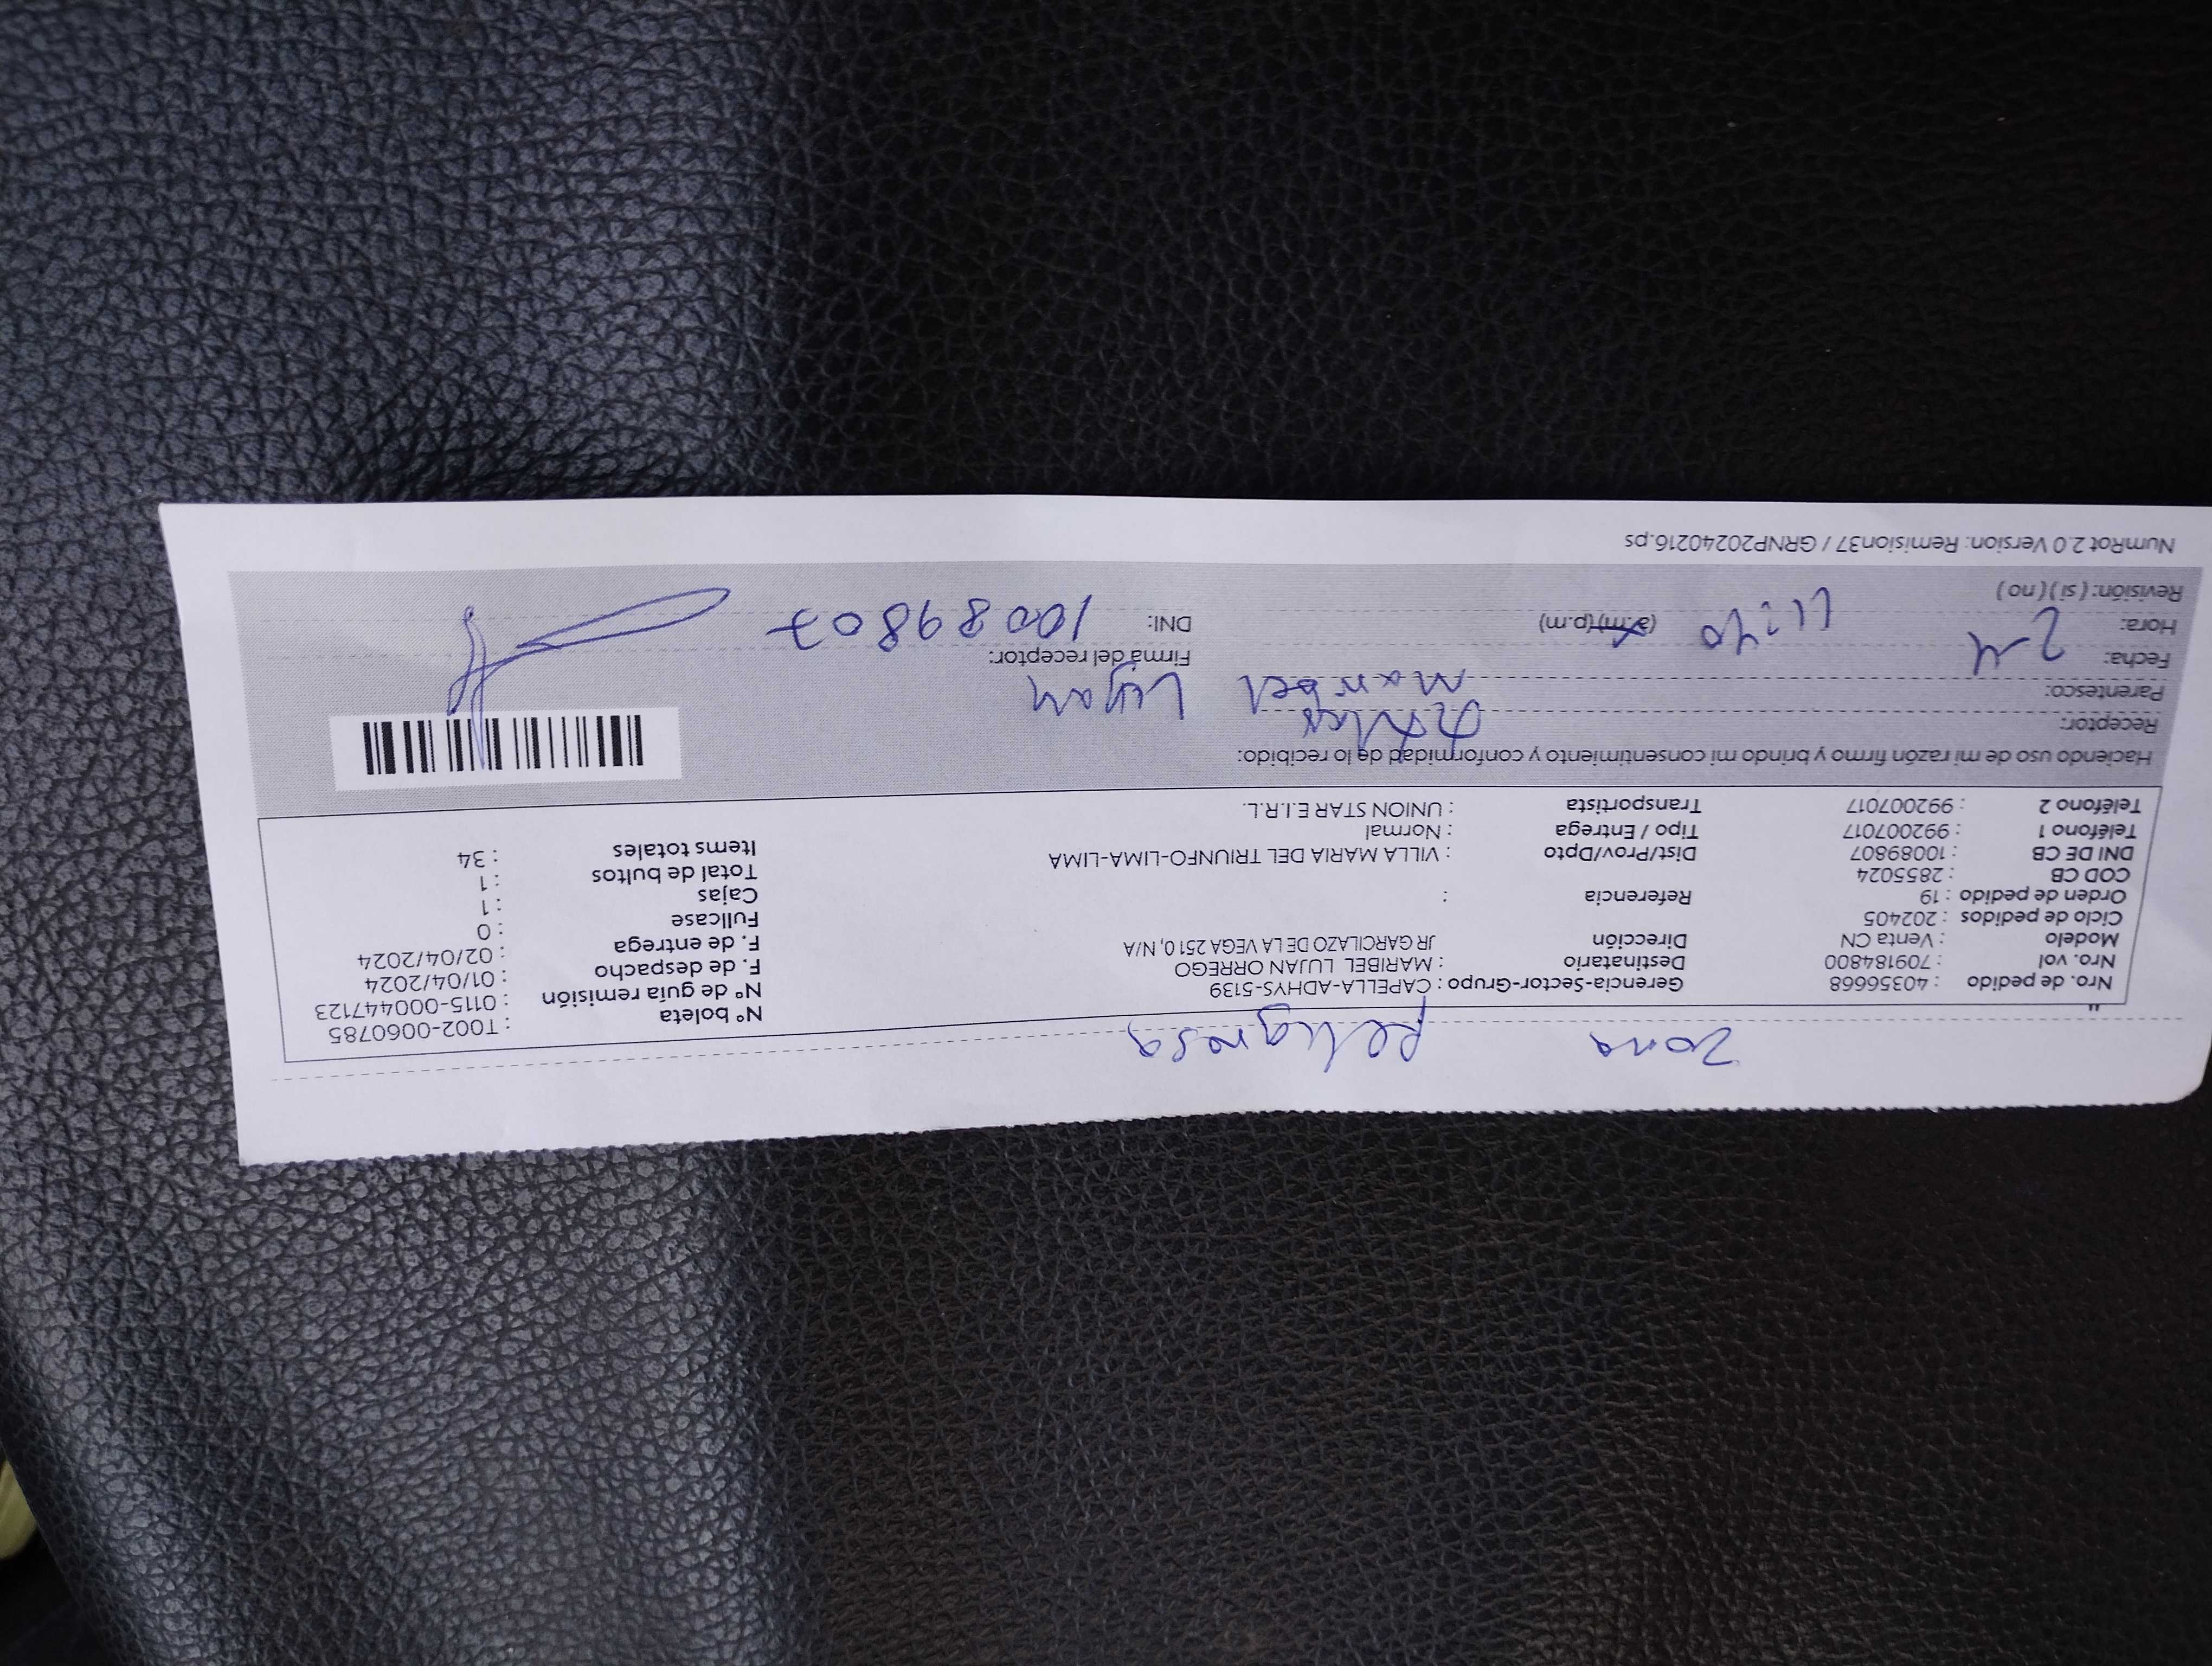 Zona peligrosa
Nro. de pedido : 40356668
Nro. vol : 709184800
Modelo : Venta CN
Ciclo de pedidos : 202405
Orden de pedido : 19
COD CB : 2855024
DNI DE CB : 10089807
Teléfono 1 : 992007017
Teléfono 2 : 992007017
Gerencia-Sector-Grupo : CAPELLA-ADHYS-5139
Destinatario : MARIBEL LUJAN ORREGO
Dirección JR GARCILAZO DE LA VEGA 2510, N/A
Referencia :
Dist/Prov/Dpto : VILLA MARIA DEL TRIUNFO-LIMA-LIMA
Tipo / Entrega : Normal
Transportista : UNION STAR E.I.R.L.
N° boleta : T002-0060785
N° de guía remisión : 0115-000447123
F. de despacho : 01/04/2024
F. de entrega : 02/04/2024
Fullcase : 0
Cajas : 1
Total de bultos : 1
Items totales : 34
Haciendo uso de mi razón firmo y brindo mi consentimiento y conformidad de lo recibido:
Receptor:
Parentesco: Maribel Lujan
Fecha: 2-4
Hora: 11:40 (a.m)(p.m)
Revisión: ( si ) ( no )
Firma del receptor:
DNI: 10089807
NumRot 2.0 Version: Remision37 / GRNP20240216.ps